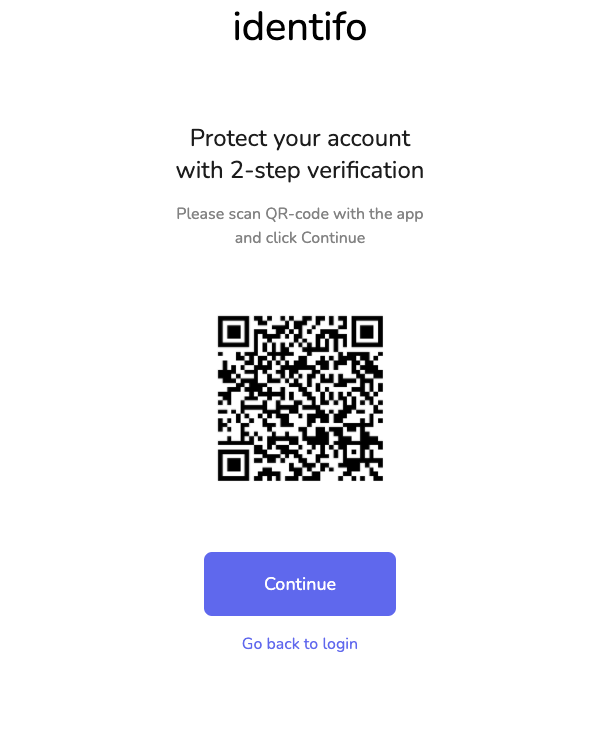 identifo
Protect your account
with 2-step verification
Please scan QR-code with the app
and click Continue
Continue
Go back to login